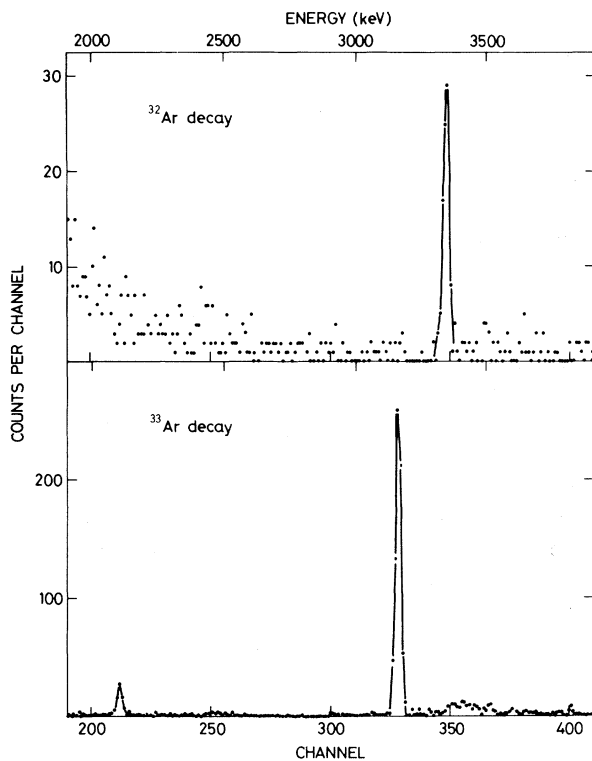 ENERGY (keV)
2000 2500 3000 3500
30
³²Ar decay
20
10
COUNTS PER CHANNEL
³³Ar decay
200
100
200 250 300 350 400
CHANNEL